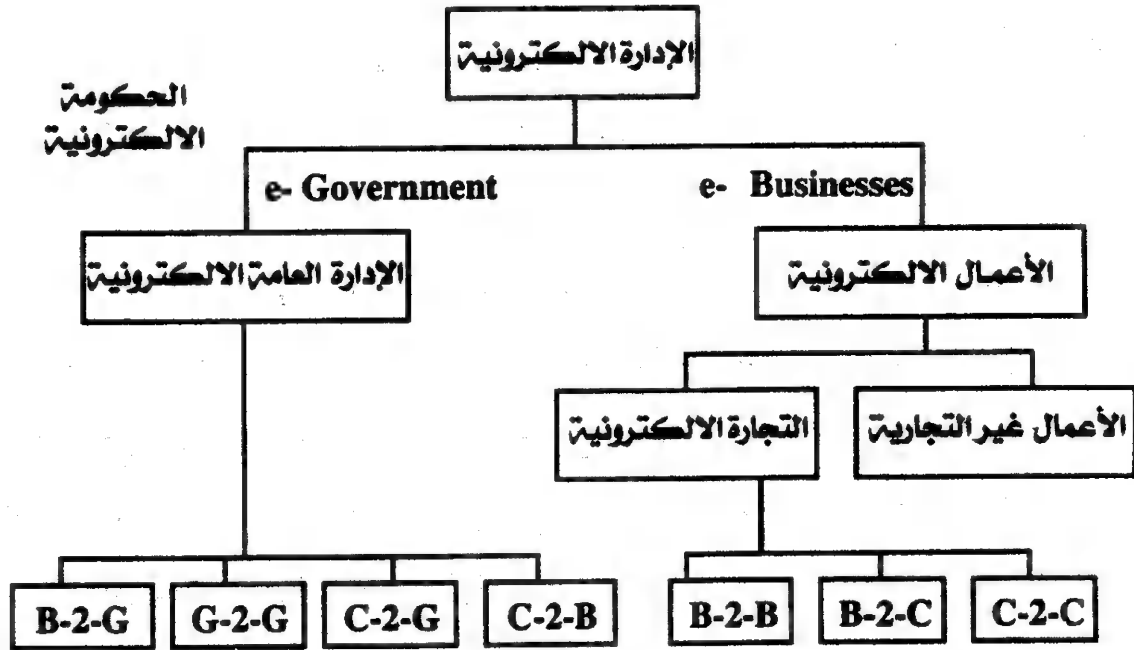 الإدارة الالكترونية
الحكومة
الالكترونية
e- Government
e- Businesses
الإدارة العامة الالكترونية
الأعمال الالكترونية
التجارة الالكترونية
الأعمال غير التجارية
B-2-G
G-2-G
C-2-G
C-2-B
B-2-B
B-2-C
C-2-C